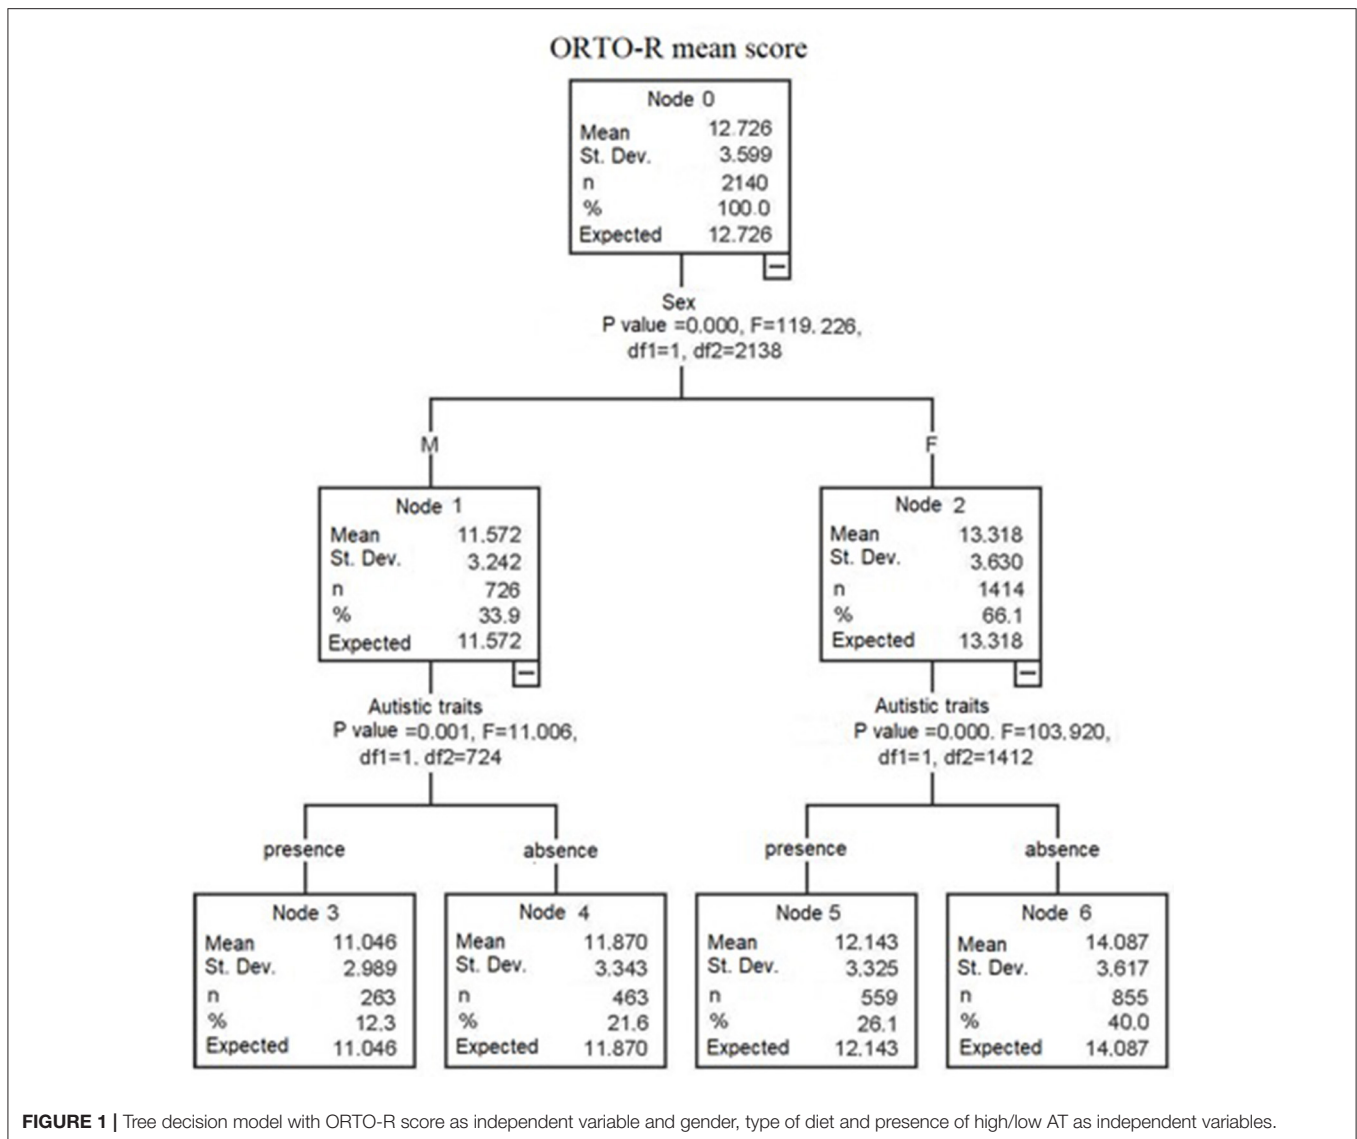 ORTO-R mean score
Node 0
Mean 12.726
St. Dev. 3.599
n 2140
% 100.0
Expected 12.726
Sex
P value =0.000, F=119.226,
df1=1, df2=2138
M
F
Node 1
Mean 11.572
St. Dev. 3.242
n 726
% 33.9
Expected 11.572
Node 2
Mean 13.318
St. Dev. 3.630
n 1414
% 66.1
Expected 13.318
Autistic traits
P value =0.001, F=11.006,
df1=1. df2=724
Autistic traits
P value =0.000. F=103.920,
df1=1, df2=1412
presence
absence
presence
absence
Node 3
Mean 11.046
St. Dev. 2.989
n 263
% 12.3
Expected 11.046
Node 4
Mean 11.870
St. Dev. 3.343
n 463
% 21.6
Expected 11.870
Node 5
Mean 12.143
St. Dev. 3.325
n 559
% 26.1
Expected 12.143
Node 6
Mean 14.087
St. Dev. 3.617
n 855
% 40.0
Expected 14.087
FIGURE 1 | Tree decision model with ORTO-R score as independent variable and gender, type of diet and presence of high/low AT as independent variables.